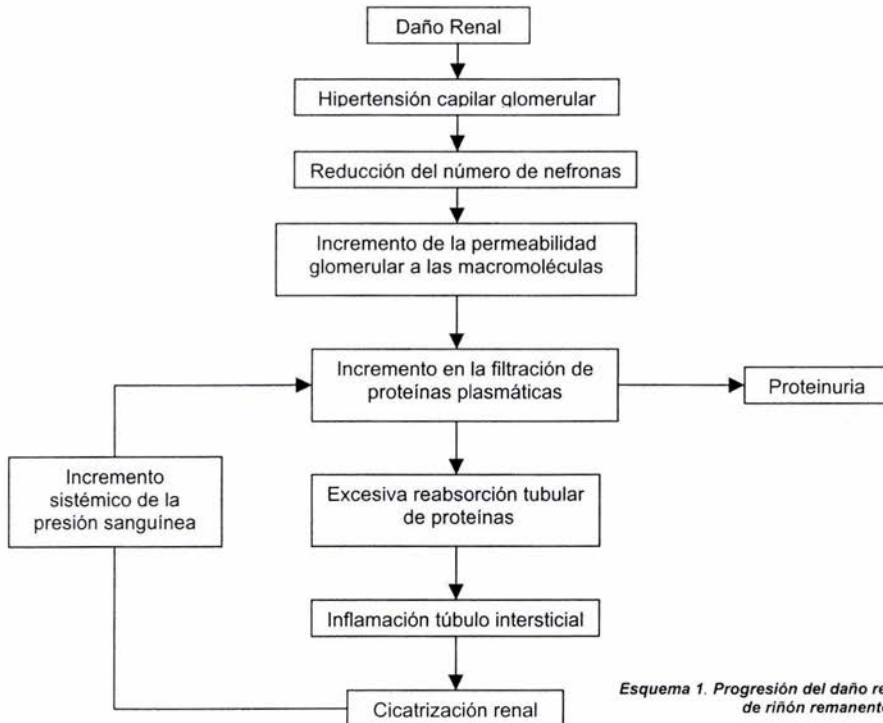 Daño Renal
Hipertensión capilar glomerular
Reducción del número de nefronas
Incremento de la permeabilidad
glomerular a las macromoléculas
Incremento en la filtración de
proteínas plasmáticas
Proteinuria
Incremento
sistémico de la
presión sanguínea
Excesiva reabsorción tubular
de proteínas
Inflamación túbulo intersticial
Cicatrización renal
Esquema 1. Progresión del daño re
de riñón remanent